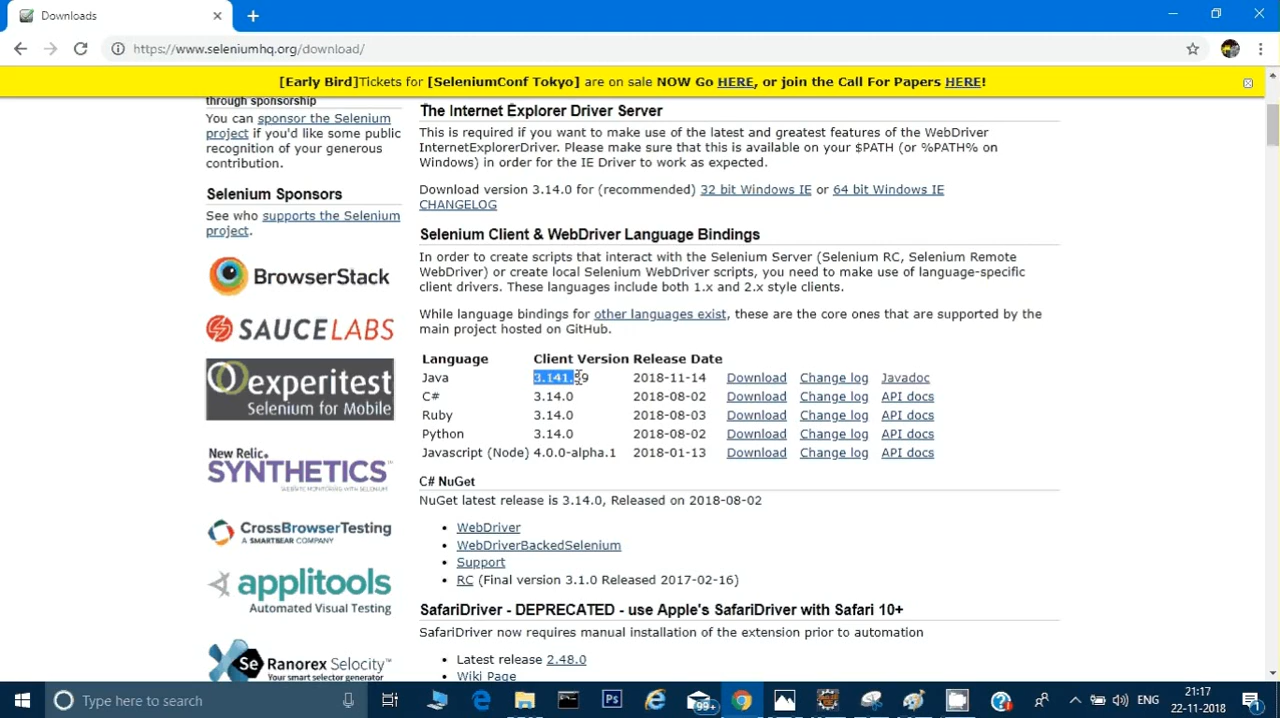 Downloads
https://www.seleniumhq.org/download/
[Early Bird]Tickets for [SeleniumConf Tokyo] are on sale NOW Go HERE, or join the Call For Papers HERE!
through sponsorship
You can sponsor the Selenium
project if you'd like some public
recognition of your generous
contribution.
Selenium Sponsors
See who supports the Selenium
project.
BrowserStack
SAUCE LABS
experitest
Selenium for Mobile
New Relic.
SYNTHETICS
WEBSITE MONITORING WITH SELENIUM
CrossBrowserTesting
A SMARTBEAR COMPANY
applitools
Automated Visual Testing
Se Ranorex Selocity™
Your smart selector generator
The Internet Explorer Driver Server
This is required if you want to make use of the latest and greatest features of the WebDriver
InternetExplorerDriver. Please make sure that this is available on your $PATH (or %PATH% on
Windows) in order for the IE Driver to work as expected.
Download version 3.14.0 for (recommended) 32 bit Windows IE or 64 bit Windows IE
CHANGELOG
Selenium Client & WebDriver Language Bindings
In order to create scripts that interact with the Selenium Server (Selenium RC, Selenium Remote
WebDriver) or create local Selenium WebDriver scripts, you need to make use of language-specific
client drivers. These languages include both 1.x and 2.x style clients.
While language bindings for other languages exist, these are the core ones that are supported by the
main project hosted on GitHub.
Language Client Version Release Date
Java 3.141.59 2018-11-14 Download Change log Javadoc
C# 3.14.0 2018-08-02 Download Change log API docs
Ruby 3.14.0 2018-08-03 Download Change log API docs
Python 3.14.0 2018-08-02 Download Change log API docs
Javascript (Node) 4.0.0-alpha.1 2018-01-13 Download Change log API docs
C# NuGet
NuGet latest release is 3.14.0, Released on 2018-08-02
• WebDriver
• WebDriverBackedSelenium
• Support
• RC (Final version 3.1.0 Released 2017-02-16)
SafariDriver - DEPRECATED - use Apple's SafariDriver with Safari 10+
SafariDriver now requires manual installation of the extension prior to automation
• Latest release 2.48.0
• Wiki Page
Type here to search
Ps
99+
ENG
21:17
22-11-2018
1